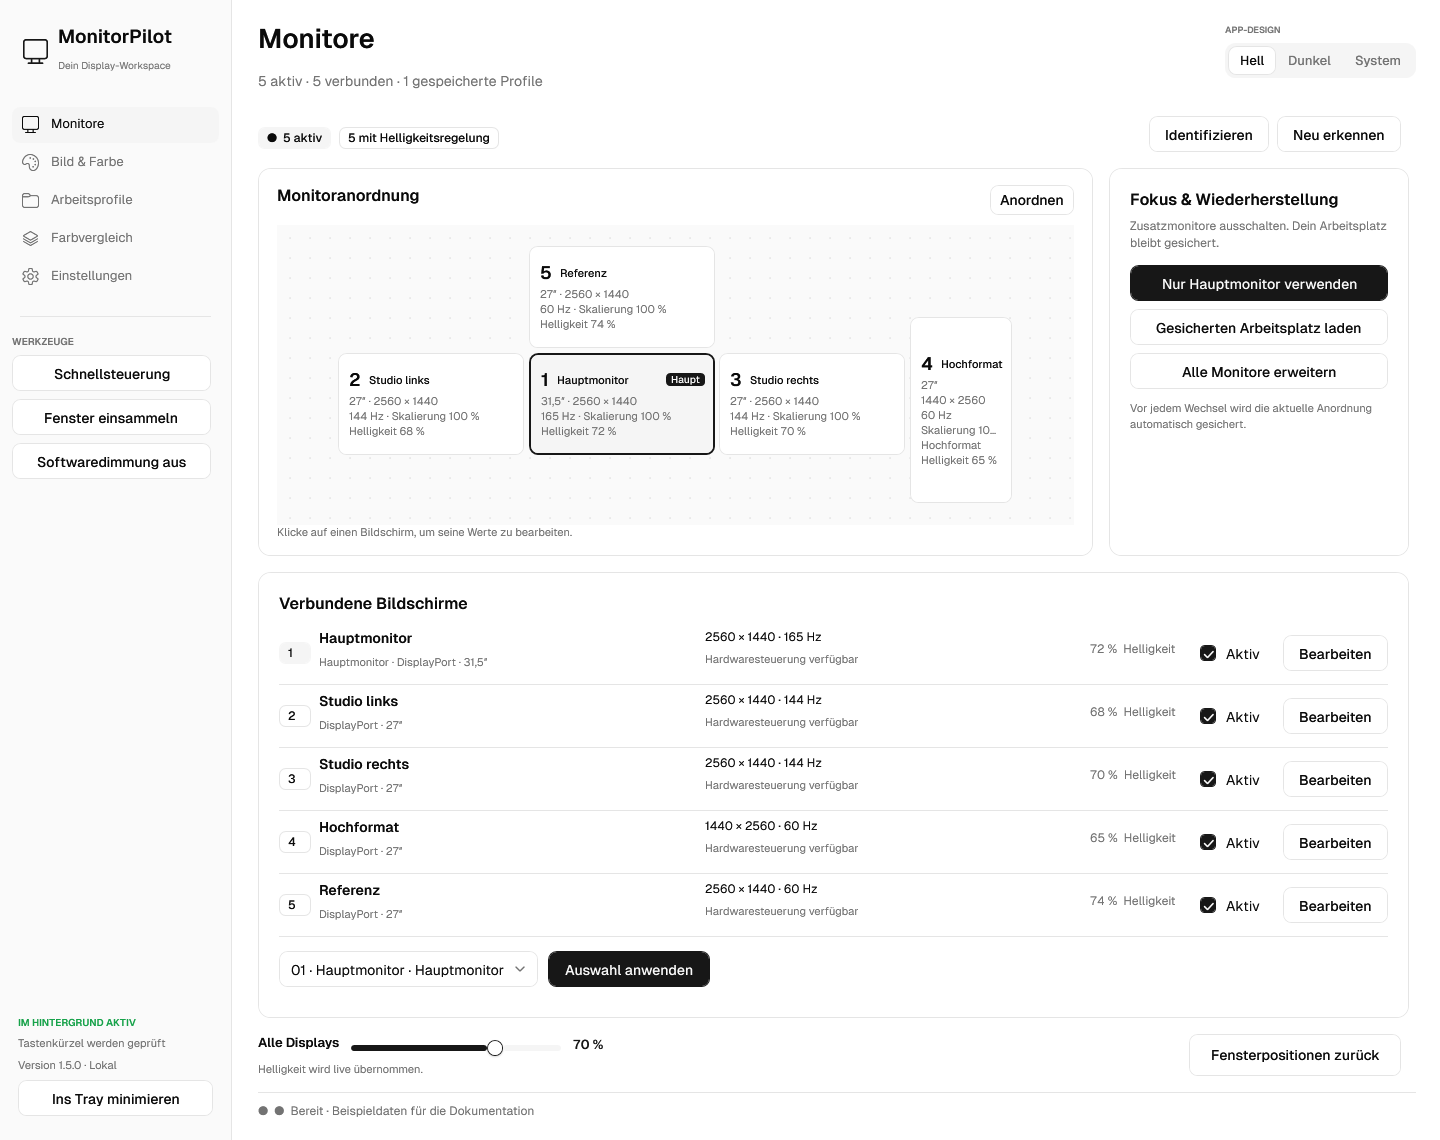 MonitorPilot
Dein Display-Workspace
Monitore
Bild & Farbe
Arbeitsprofile
Farbvergleich
Einstellungen
WERKZEUGE
Schnellsteuerung
Fenster einsammeln
Softwaredimmung aus
IM HINTERGRUND AKTIV
Tastenkürzel werden geprüft
Version 1.5.0 · Lokal
Ins Tray minimieren
Monitore
5 aktiv · 5 verbunden · 1 gespeicherte Profile
APP-DESIGN
Hell Dunkel System
5 aktiv 5 mit Helligkeitsregelung
Identifizieren Neu erkennen
Monitoranordnung
Anordnen
5 Referenz
27" · 2560 × 1440
60 Hz · Skalierung 100 %
Helligkeit 74 %
2 Studio links
27" · 2560 × 1440
144 Hz · Skalierung 100 %
Helligkeit 68 %
1 Hauptmonitor Haupt
31,5" · 2560 × 1440
165 Hz · Skalierung 100 %
Helligkeit 72 %
3 Studio rechts
27" · 2560 × 1440
144 Hz · Skalierung 100 %
Helligkeit 70 %
4 Hochformat
27"
1440 × 2560
60 Hz
Skalierung 10...
Hochformat
Helligkeit 65 %
Klicke auf einen Bildschirm, um seine Werte zu bearbeiten.
Fokus & Wiederherstellung
Zusatzmonitore ausschalten. Dein Arbeitsplatz
bleibt gesichert.
Nur Hauptmonitor verwenden
Gesicherten Arbeitsplatz laden
Alle Monitore erweitern
Vor jedem Wechsel wird die aktuelle Anordnung
automatisch gesichert.
Verbundene Bildschirme
1 Hauptmonitor 2560 × 1440 · 165 Hz 72 % Helligkeit Aktiv Bearbeiten
Hauptmonitor · DisplayPort · 31,5" Hardwaresteuerung verfügbar
2 Studio links 2560 × 1440 · 144 Hz 68 % Helligkeit Aktiv Bearbeiten
DisplayPort · 27" Hardwaresteuerung verfügbar
3 Studio rechts 2560 × 1440 · 144 Hz 70 % Helligkeit Aktiv Bearbeiten
DisplayPort · 27" Hardwaresteuerung verfügbar
4 Hochformat 1440 × 2560 · 60 Hz 65 % Helligkeit Aktiv Bearbeiten
DisplayPort · 27" Hardwaresteuerung verfügbar
5 Referenz 2560 × 1440 · 60 Hz 74 % Helligkeit Aktiv Bearbeiten
DisplayPort · 27" Hardwaresteuerung verfügbar
01 · Hauptmonitor · Hauptmonitor Auswahl anwenden
Alle Displays 70 %
Helligkeit wird live übernommen.
Fensterpositionen zurück
Bereit · Beispieldaten für die Dokumentation